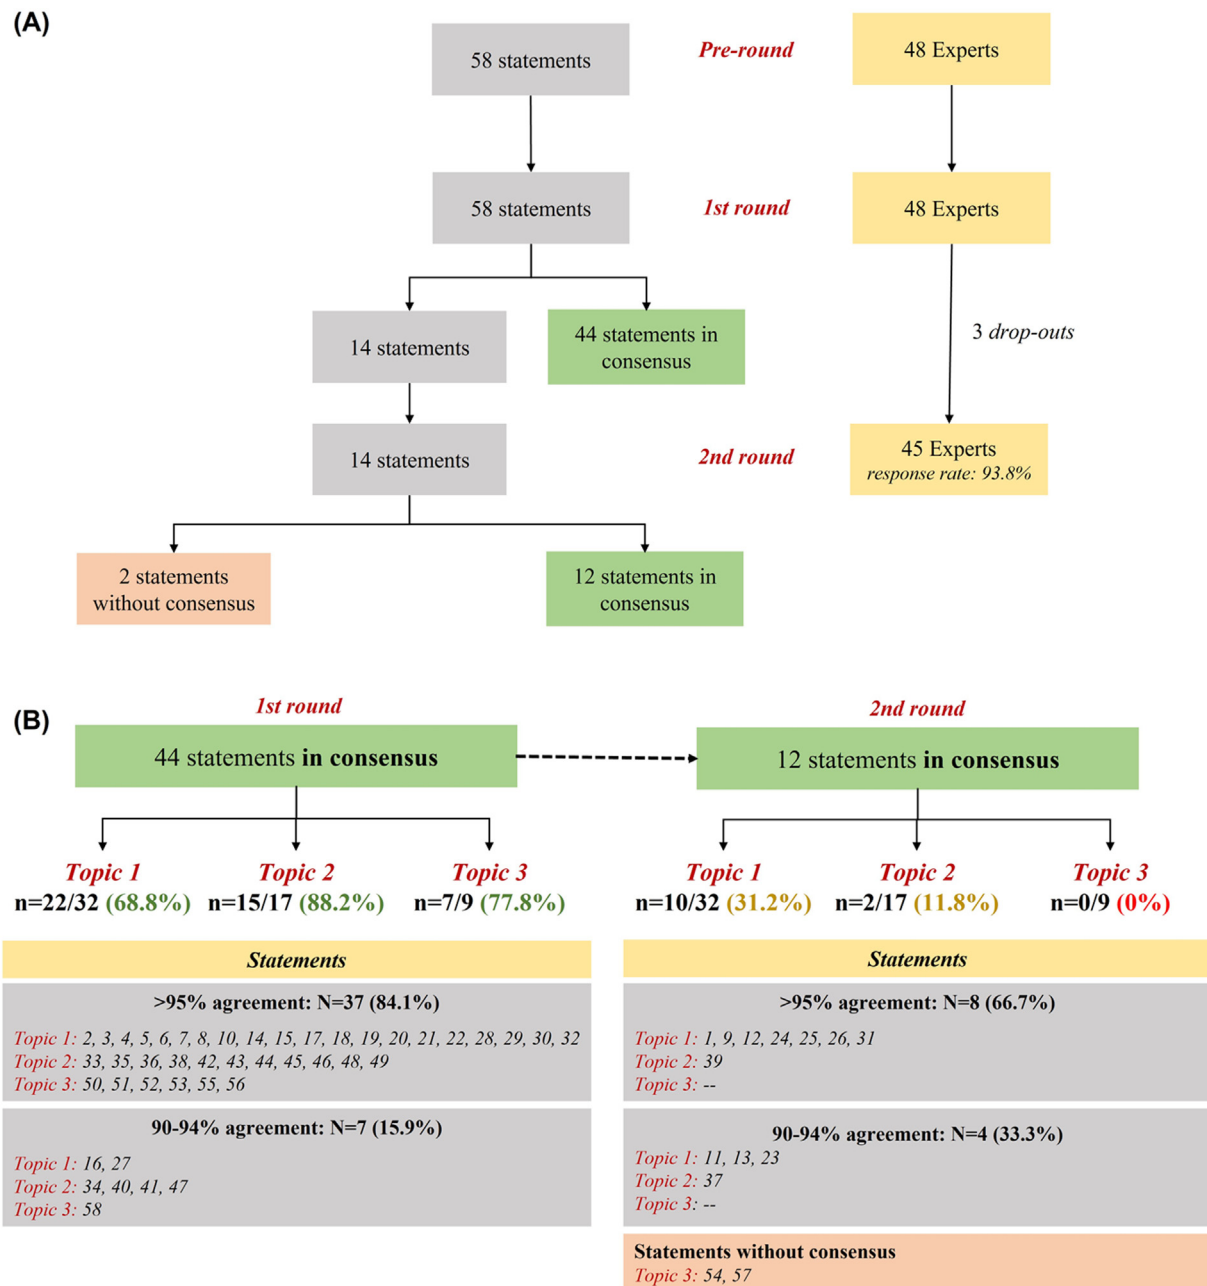 (A)
58 statements
Pre-round
48 Experts
58 statements
1st round
48 Experts
14 statements
44 statements in
consensus
3 drop-outs
14 statements
2nd round
45 Experts
response rate: 93.8%
2 statements
without consensus
12 statements in
consensus
(B)
1st round
44 statements in consensus
2nd round
12 statements in consensus
Topic 1
n=22/32 (68.8%)
Topic 2
n=15/17 (88.2%)
Topic 3
n=7/9 (77.8%)
Topic 1
n=10/32 (31.2%)
Topic 2
n=2/17 (11.8%)
Topic 3
n=0/9 (0%)
Statements
>95% agreement: N=37 (84.1%)
Topic 1: 2, 3, 4, 5, 6, 7, 8, 10, 14, 15, 17, 18, 19, 20, 21, 22, 28, 29, 30, 32
Topic 2: 33, 35, 36, 38, 42, 43, 44, 45, 46, 48, 49
Topic 3: 50, 51, 52, 53, 55, 56
90-94% agreement: N=7 (15.9%)
Topic 1: 16, 27
Topic 2: 34, 40, 41, 47
Topic 3: 58
Statements
>95% agreement: N=8 (66.7%)
Topic 1: 1, 9, 12, 24, 25, 26, 31
Topic 2: 39
Topic 3: --
90-94% agreement: N=4 (33.3%)
Topic 1: 11, 13, 23
Topic 2: 37
Topic 3: --
Statements without consensus
Topic 3: 54, 57